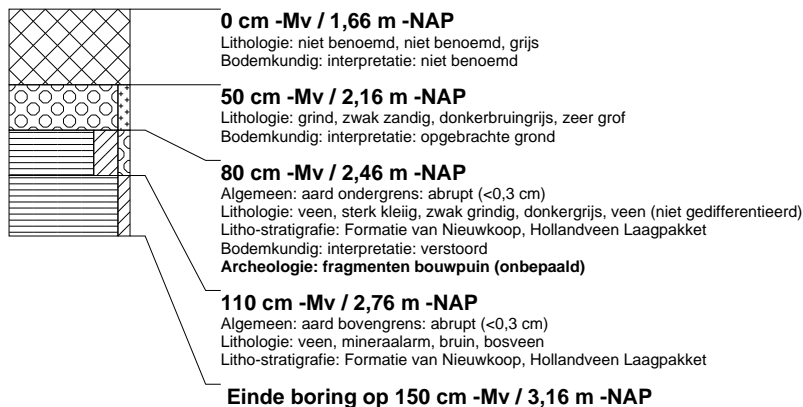 0 cm -Mv / 1,66 m -NAP
Lithologie: niet benoemd, niet benoemd, grijs
Bodemkundig: interpretatie: niet benoemd
50 cm -Mv / 2,16 m -NAP
Lithologie: grind, zwak zandig, donkerbruingrijs, zeer grof
Bodemkundig: interpretatie: opgebrachte grond
80 cm -Mv / 2,46 m -NAP
Algemeen: aard ondergrens: abrupt (<0,3 cm)
Lithologie: veen, sterk kleiig, zwak grindig, donkergrijs, veen (niet gedifferentieerd)
Litho-stratigrafie: Formatie van Nieuwkoop, Hollandveen Laagpakket
Bodemkundig: interpretatie: verstoord
Archeologie: fragmenten bouwpuin (onbepaald)
110 cm -Mv / 2,76 m -NAP
Algemeen: aard bovengrens: abrupt (<0,3 cm)
Lithologie: veen, mineraalarm, bruin, bosveen
Litho-stratigrafie: Formatie van Nieuwkoop, Hollandveen Laagpakket
Einde boring op 150 cm -Mv / 3,16 m -NAP